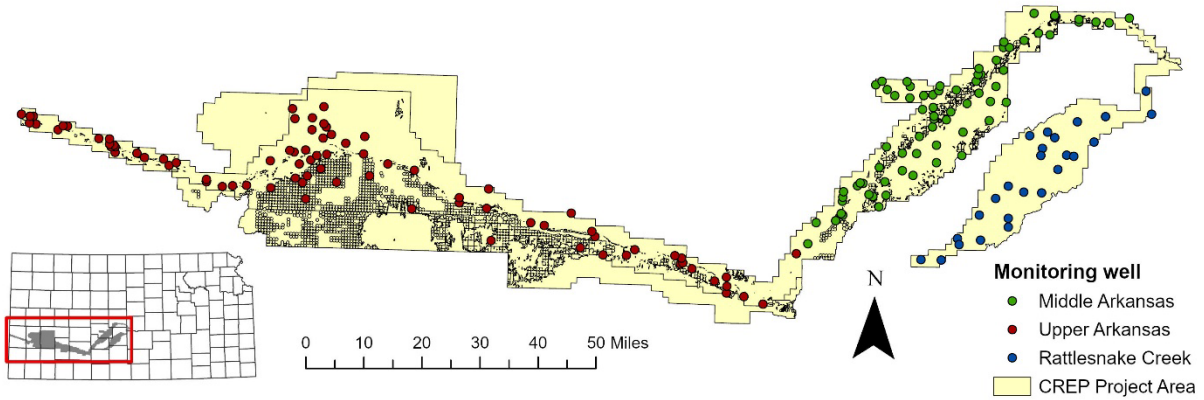 N
0 10 20 30 40 50 Miles
Monitoring well
Middle Arkansas
Upper Arkansas
Rattlesnake Creek
CREP Project Area